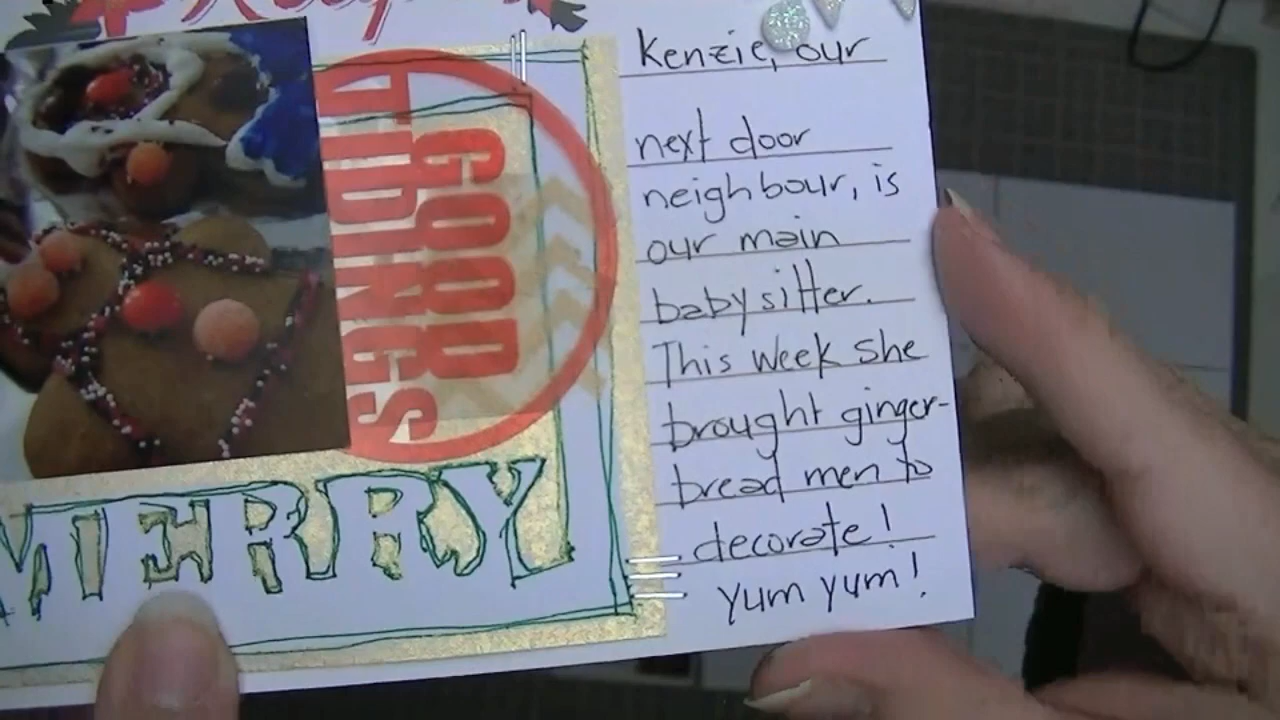 Kenzie, our
next door
neighbour, is
our main
babysitter.
This week she
brought ginger-
bread men to
decorate!
yum yum!
GOOD
TIDINGS
MERRY